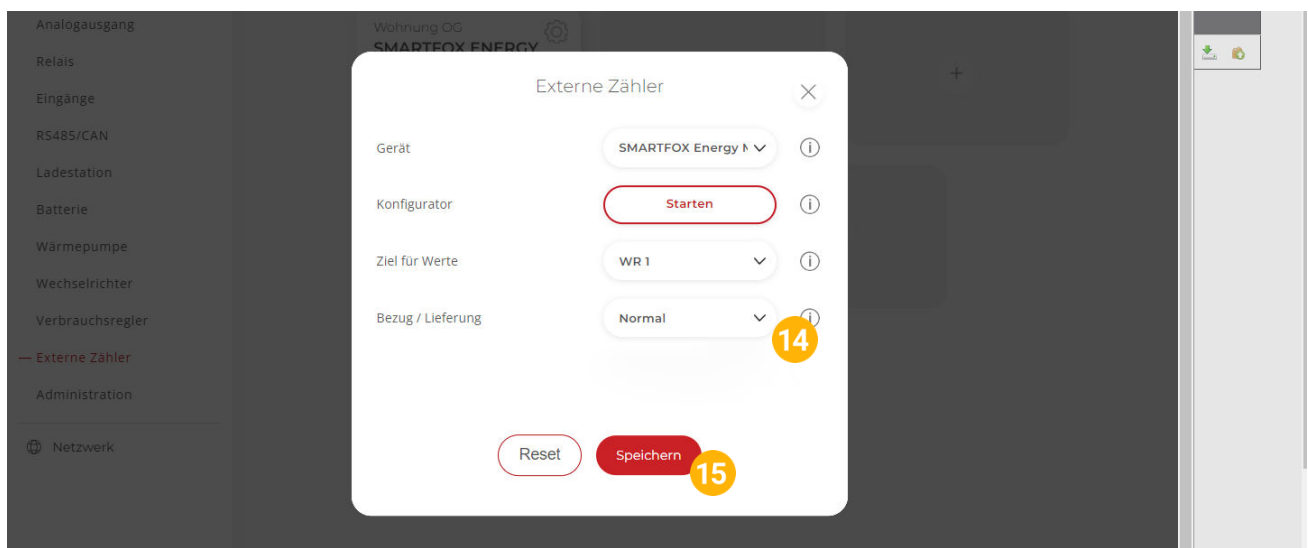 Analogausgang
Relais
Eingänge
RS485/CAN
Ladestation
Batterie
Wärmepumpe
Wechselrichter
Verbrauchsregler
Externe Zähler
Administration
Netzwerk
Wohnung OG
SMARTFOX ENERGY
+
Externe Zähler
Gerät
SMARTFOX Energy M
Konfigurator
Starten
Ziel für Werte
WR 1
Bezug / Lieferung
Normal
14
Reset
Speichern
15